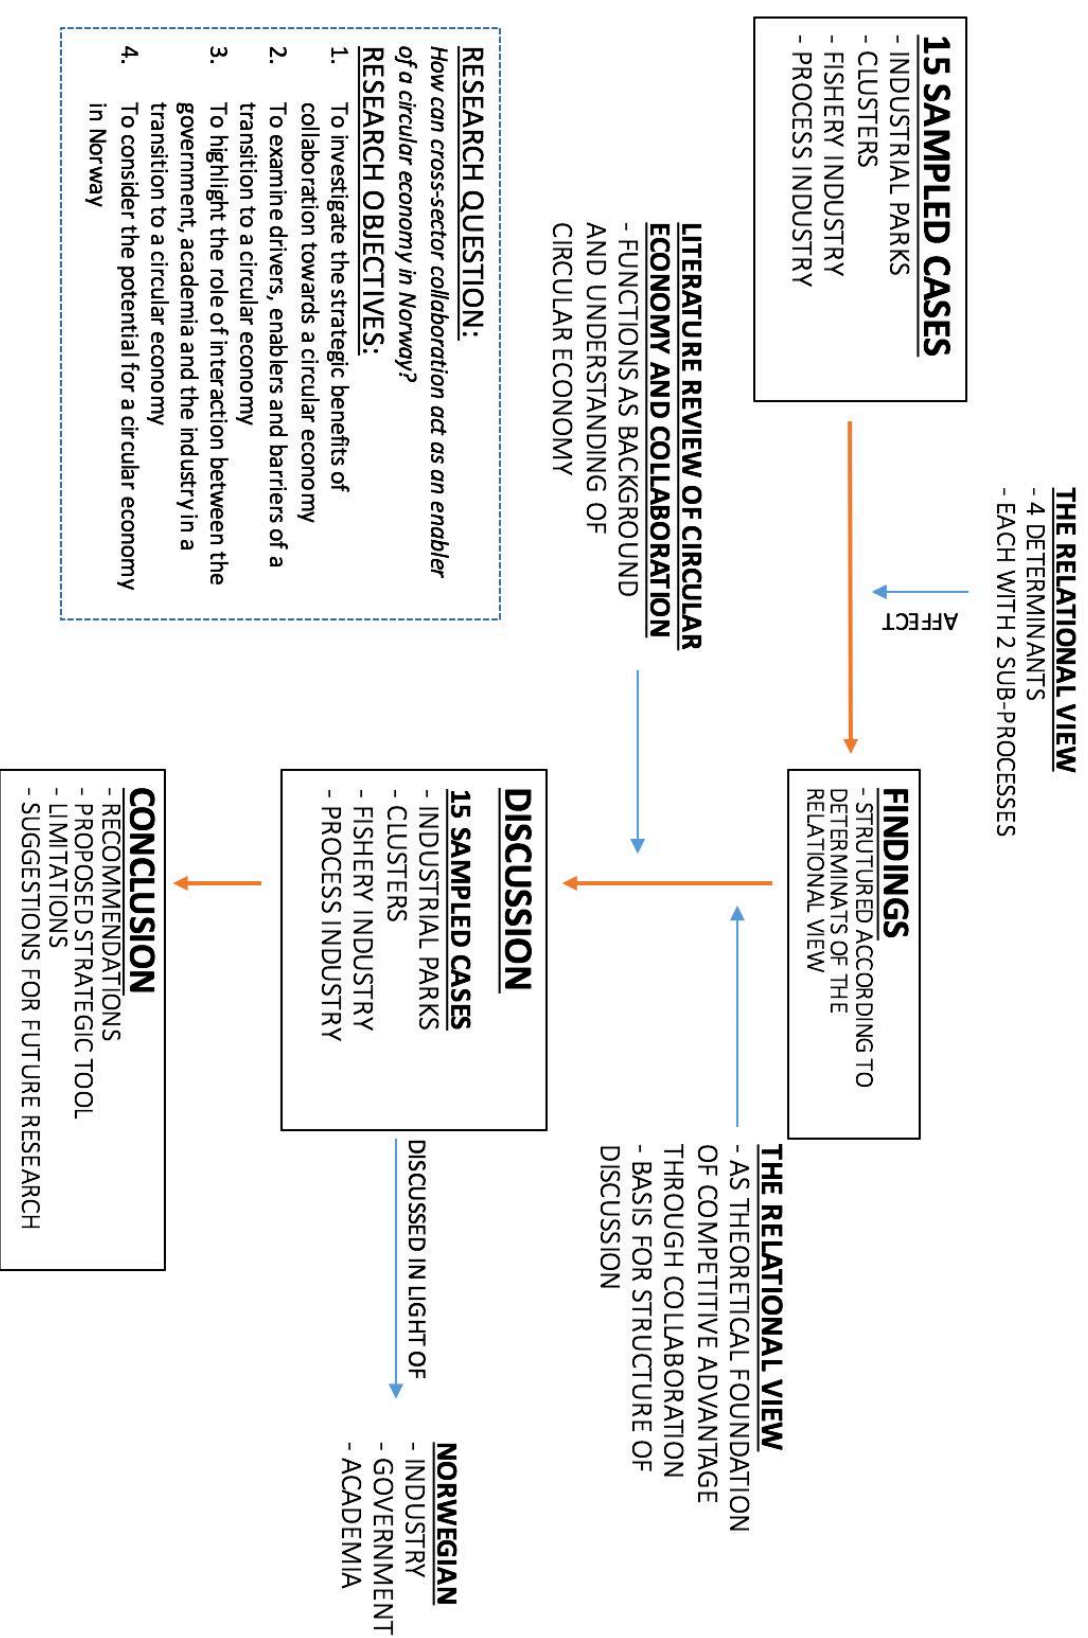 THE RELATIONAL VIEW
- 4 DETERMINANTS
- EACH WITH 2 SUB-PROCESSES
AFFECT
15 SAMPLED CASES
- INDUSTRIAL PARKS
- CLUSTERS
- FISHERY INDUSTRY
- PROCESS INDUSTRY
FINDINGS
- STRUTURED ACCORDING TO
DETERMINATS OF THE
RELATIONAL VIEW
LITERATURE REVIEW OF CIRCULAR
ECONOMY AND COLLABORATION
- FUNCTIONS AS BACKGROUND
AND UNDERSTANDING OF
CIRCULAR ECONOMY
THE RELATIONAL VIEW
- AS THEORETICAL FOUNDATION
OF COMPETITIVE ADVANTAGE
THROUGH COLLABORATION
- BASIS FOR STRUCTURE OF
DISCUSSION
RESEARCH QUESTION:
How can cross-sector collaboration act as an enabler
of a circular economy in Norway?
RESEARCH OBJECTIVES:
1. To investigate the strategic benefits of
collaboration towards a circular economy
2. To examine drivers, enablers and barriers of a
transition to a circular economy
3. To highlight the role of interaction between the
government, academia and the industry in a
transition to a circular economy
4. To consider the potential for a circular economy
in Norway
DISCUSSION
15 SAMPLED CASES
- INDUSTRIAL PARKS
- CLUSTERS
- FISHERY INDUSTRY
- PROCESS INDUSTRY
DISCUSSED IN LIGHT OF
NORWEGIAN
- INDUSTRY
- GOVERNMENT
- ACADEMIA
CONCLUSION
- RECOMMENDATIONS
- PROPOSED STRATEGIC TOOL
- LIMITATIONS
- SUGGESTIONS FOR FUTURE RESEARCH